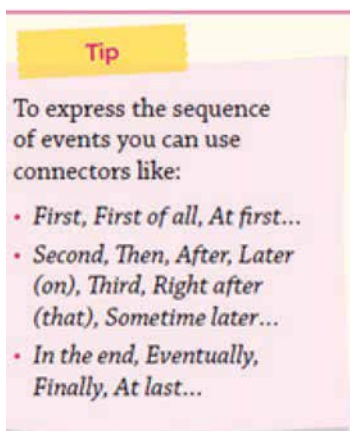 Tip
To express the sequence
of events you can use
connectors like:
• First, First of all, At first...
• Second, Then, After, Later
(on), Third, Right after
(that), Sometime later...
• In the end, Eventually,
Finally, At last...